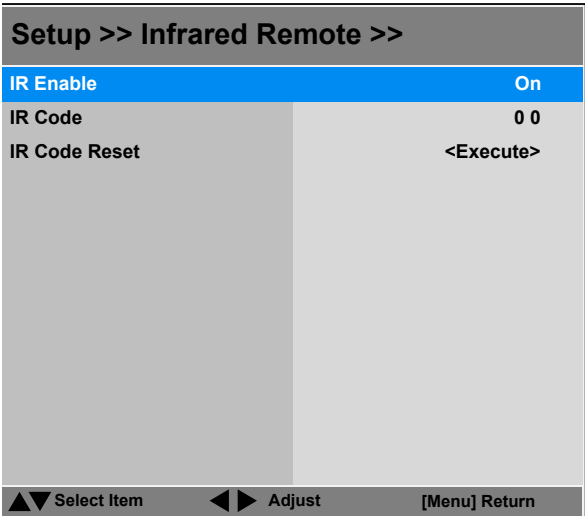 Setup >> Infrared Remote >>
IR Enable On
IR Code 0 0
IR Code Reset <Execute>
Select Item Adjust [Menu] Return